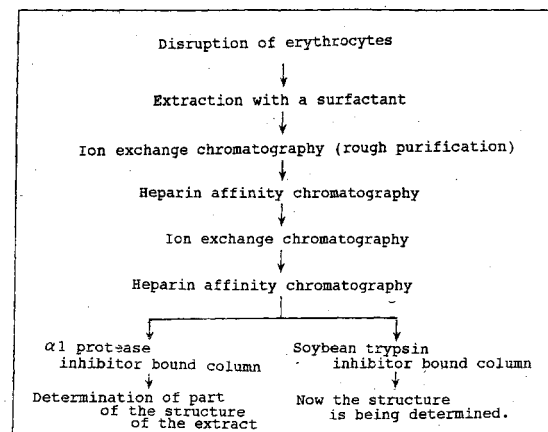 Disruption of erythrocytes
Extraction with a surfactant
Ion exchange chromatography (rough purification)
Heparin affinity chromatography
Ion exchange chromatography
Heparin affinity chromatography
α1 protease
inhibitor bound column
Determination of part
of the structure
of the extract
Soybean trypsin
inhibitor bound column
Now the structure
is being determined.